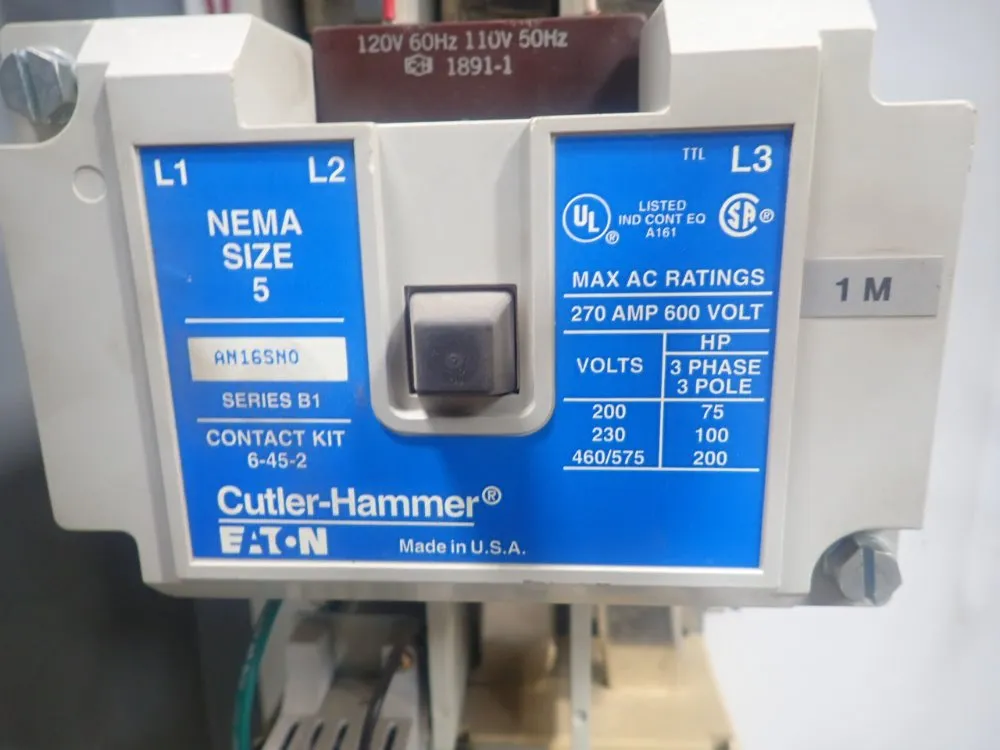 120V 60Hz 110V 50Hz
C-H 1891-1
L1 L2
NEMA
SIZE
5
AN16SN0
SERIES B1
CONTACT KIT
6-45-2
TTL L3
UL ® LISTED
IND CONT EQ
A161
SA ®
MAX AC RATINGS
270 AMP 600 VOLT
VOLTS HP
3 PHASE
3 POLE
200 75
230 100
460/575 200
Cutler-Hammer®
EATON
Made in U.S.A.
1 M